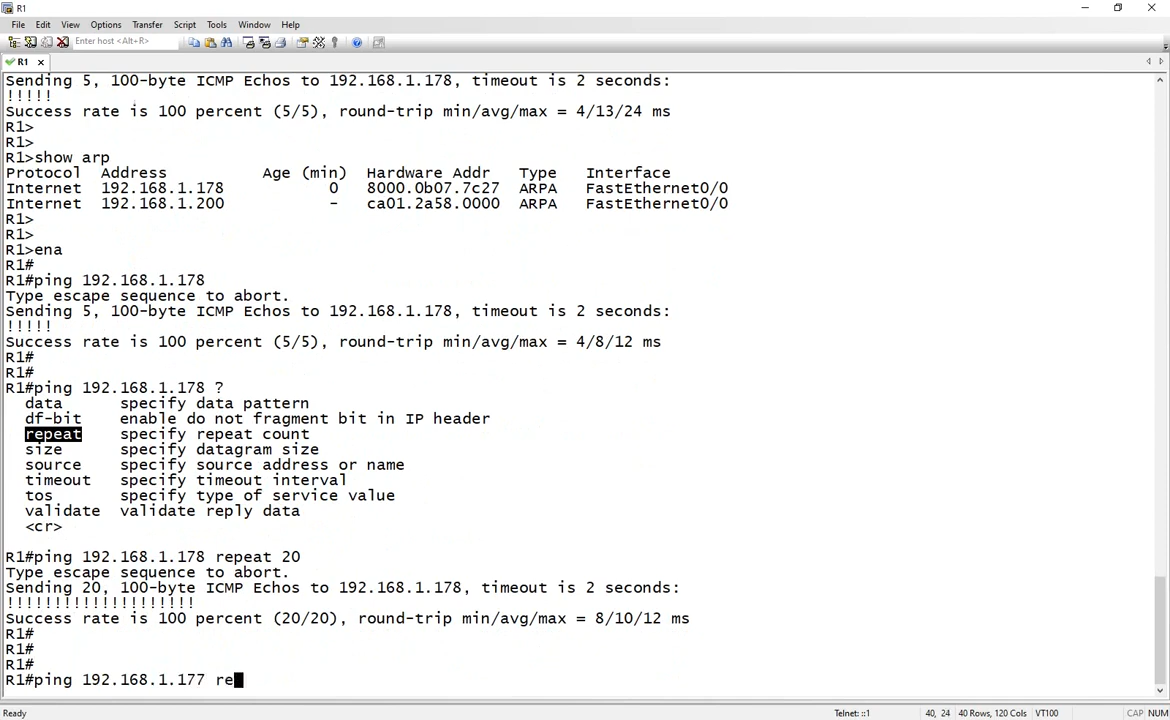 R1
File Edit View Options Transfer Script Tools Window Help
Enter host <Alt+R>
R1
Sending 5, 100-byte ICMP Echos to 192.168.1.178, timeout is 2 seconds:
!!!!!
Success rate is 100 percent (5/5), round-trip min/avg/max = 4/13/24 ms
R1>
R1>
R1>show arp
Protocol Address Age (min) Hardware Addr Type Interface
Internet 192.168.1.178 0 8000.0b07.7c27 ARPA FastEthernet0/0
Internet 192.168.1.200 - ca01.2a58.0000 ARPA FastEthernet0/0
R1>
R1>
R1>ena
R1#
R1#ping 192.168.1.178
Type escape sequence to abort.
Sending 5, 100-byte ICMP Echos to 192.168.1.178, timeout is 2 seconds:
!!!!!
Success rate is 100 percent (5/5), round-trip min/avg/max = 4/8/12 ms
R1#
R1#
R1#ping 192.168.1.178 ?
data specify data pattern
df-bit enable do not fragment bit in IP header
repeat specify repeat count
size specify datagram size
source specify source address or name
timeout specify timeout interval
tos specify type of service value
validate validate reply data
<cr>
R1#ping 192.168.1.178 repeat 20
Type escape sequence to abort.
Sending 20, 100-byte ICMP Echos to 192.168.1.178, timeout is 2 seconds:
!!!!!!!!!!!!!!!!!!!!
Success rate is 100 percent (20/20), round-trip min/avg/max = 8/10/12 ms
R1#
R1#
R1#
R1#ping 192.168.1.177 re
Ready Telnet: ::1 40, 24 40 Rows, 120 Cols VT100 CAP NUM